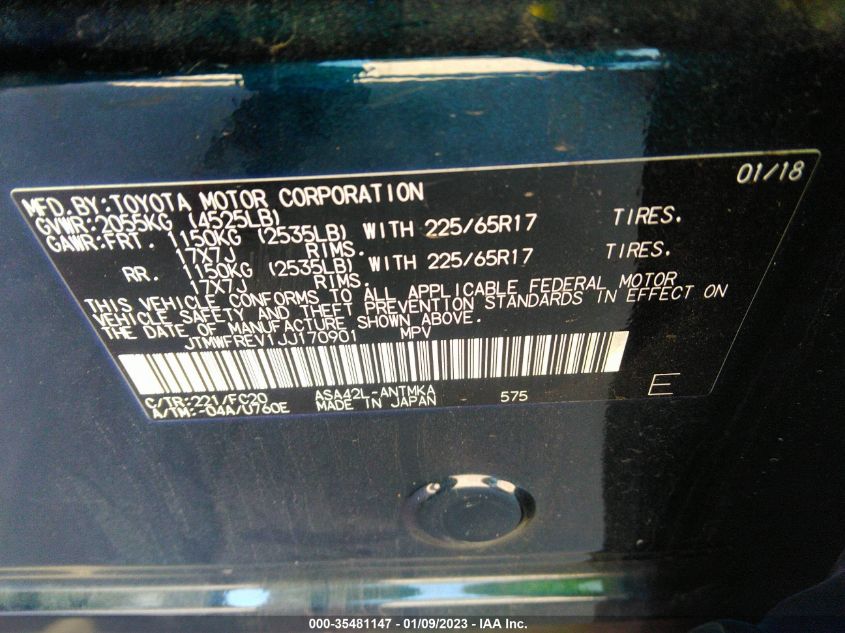 01/18
MFD.BY:TOYOTA MOTOR CORPORATION
GVWR:2055KG (4525LB)
GAWR:FRT. 1150KG (2535LB) WITH 225/65R17 TIRES.
17X7J RIMS.
RR. 1150KG (2535LB) WITH 225/65R17 TIRES.
17X7J RIMS.
THIS VEHICLE CONFORMS TO ALL APPLICABLE FEDERAL MOTOR
VEHICLE SAFETY AND THEFT PREVENTION STANDARDS IN EFFECT ON
THE DATE OF MANUFACTURE SHOWN ABOVE.
JTMWFREV1JJ170901 MPV
C/TR:221/FC20 ASA42L-ANTMKA 575 E
A/TM:-04A/U760E MADE IN JAPAN
000-35481147 - 01/09/2023 - IAA Inc.